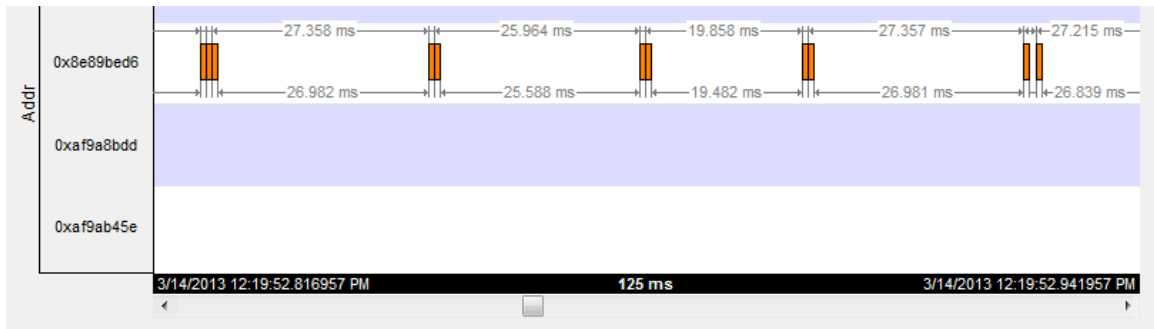 27.358 ms 25.964 ms 19.858 ms 27.357 ms 27.215 ms
0x8e89bed6
26.982 ms 25.588 ms 19.482 ms 26.981 ms 26.839 ms
Addr
0xaf9a8bdd
0xaf9ab45e
3/14/2013 12:19:52.816957 PM 125 ms 3/14/2013 12:19:52.941957 PM